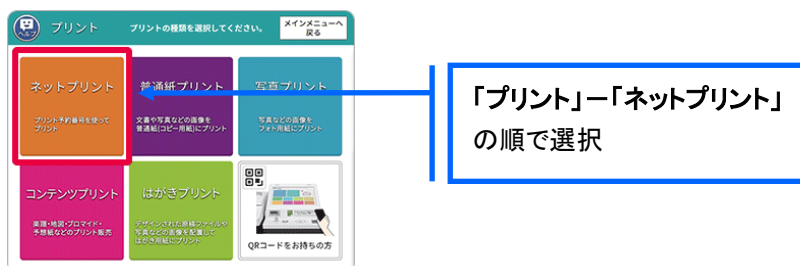 ヘルプ
プリント
プリントの種類を選択してください。
メインメニューへ
戻る
ネットプリント
プリント予約番号を使って
プリント
普通紙プリント
文書や写真などの画像を
普通紙(コピー用紙)にプリント
写真プリント
写真などの画像を
フォト用紙にプリント
コンテンツプリント
楽譜・地図・ブロマイド・
予想紙などのプリント販売
はがきプリント
デザインされた原稿ファイルや
写真などの画像を配置して
はがき用紙にプリント
QRコードをお持ちの方
「プリント」－「ネットプリント」
の順で選択